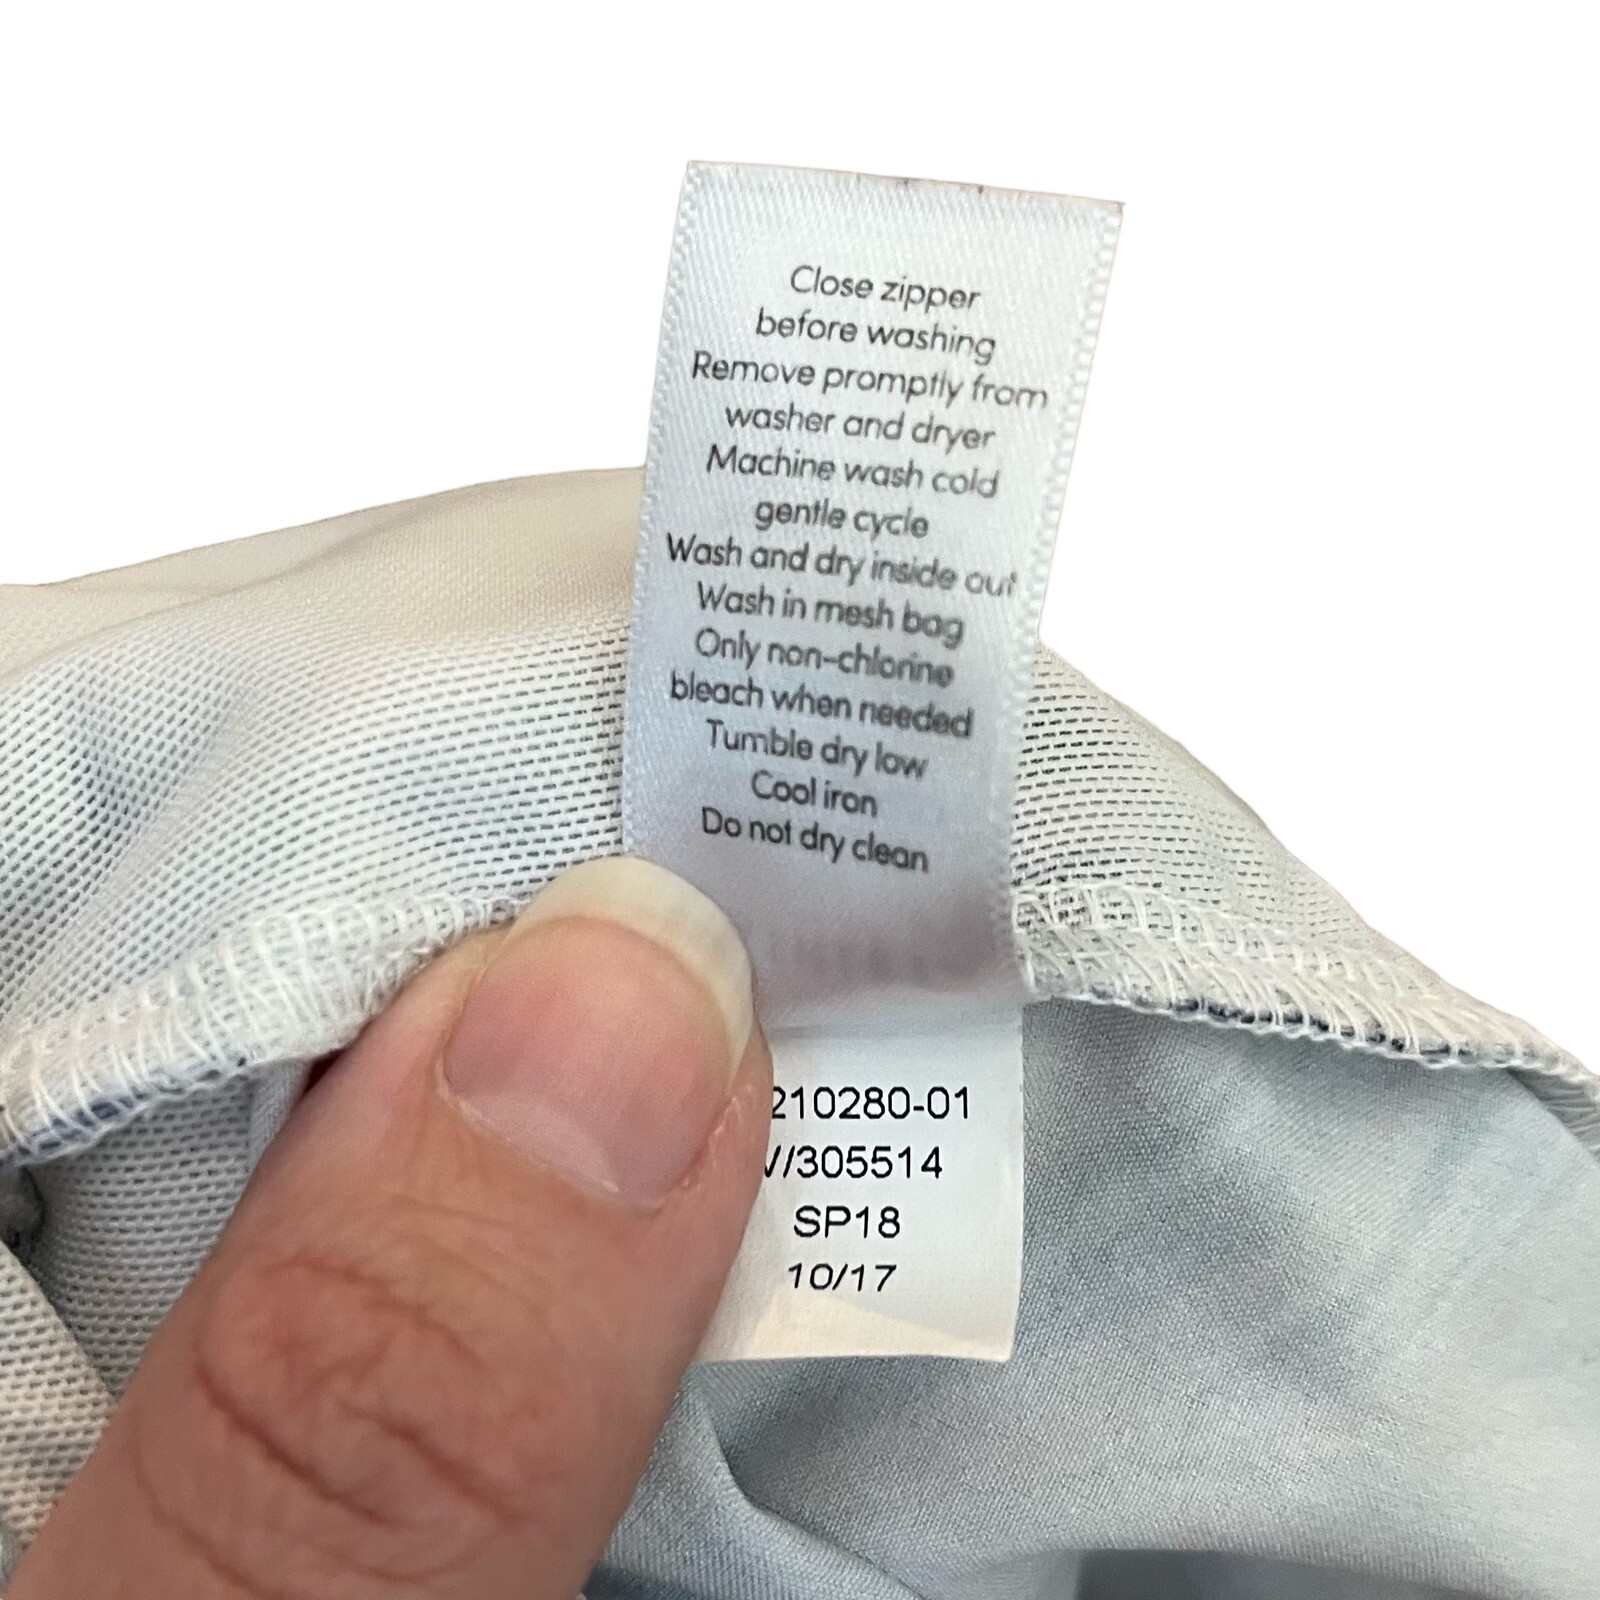 Close zipper
before washing
Remove promptly from
washer and dryer
Machine wash cold
gentle cycle
Wash and dry inside out
Wash in mesh bag
Only non-chlorine
bleach when needed
Tumble dry low
Cool iron
Do not dry clean
210280-01
V/305514
SP18
10/17